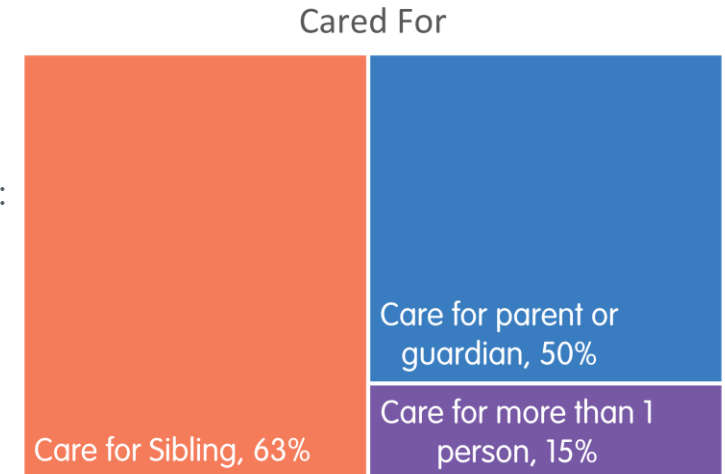 Cared For
:
Care for parent or
guardian, 50%
Care for more than 1
person, 15%
Care for Sibling, 63%